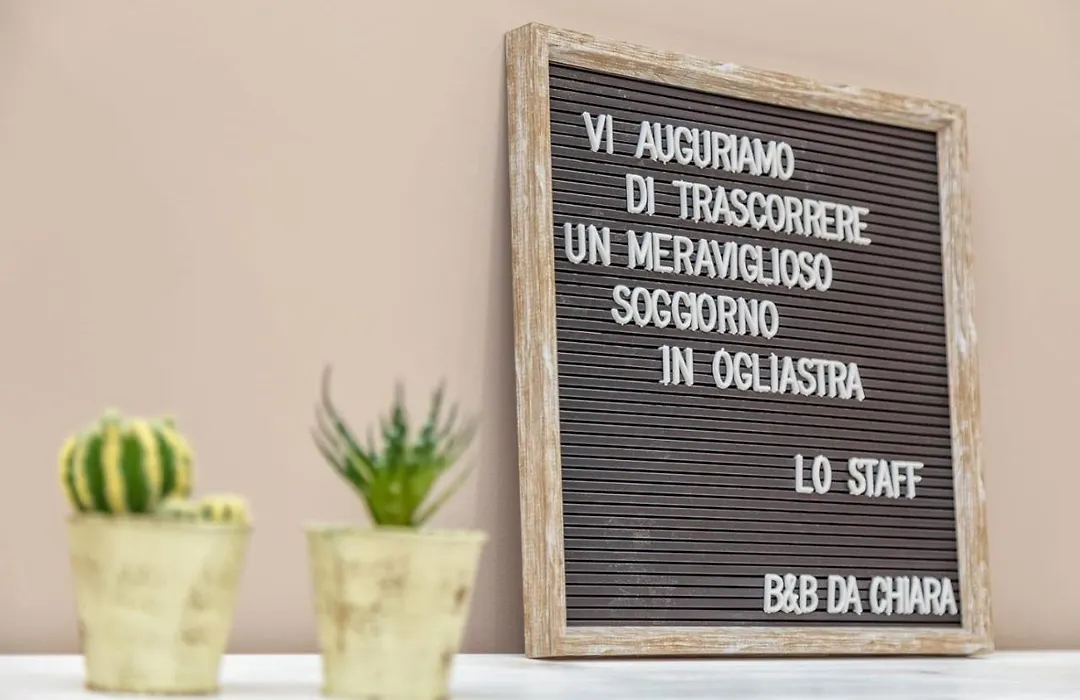 VI AUGURIAMO
DI TRASCORRERE
UN MERAVIGLIOSO
SOGGIORNO
IN OGLIASTRA
LO STAFF
B&B DA CHIARA